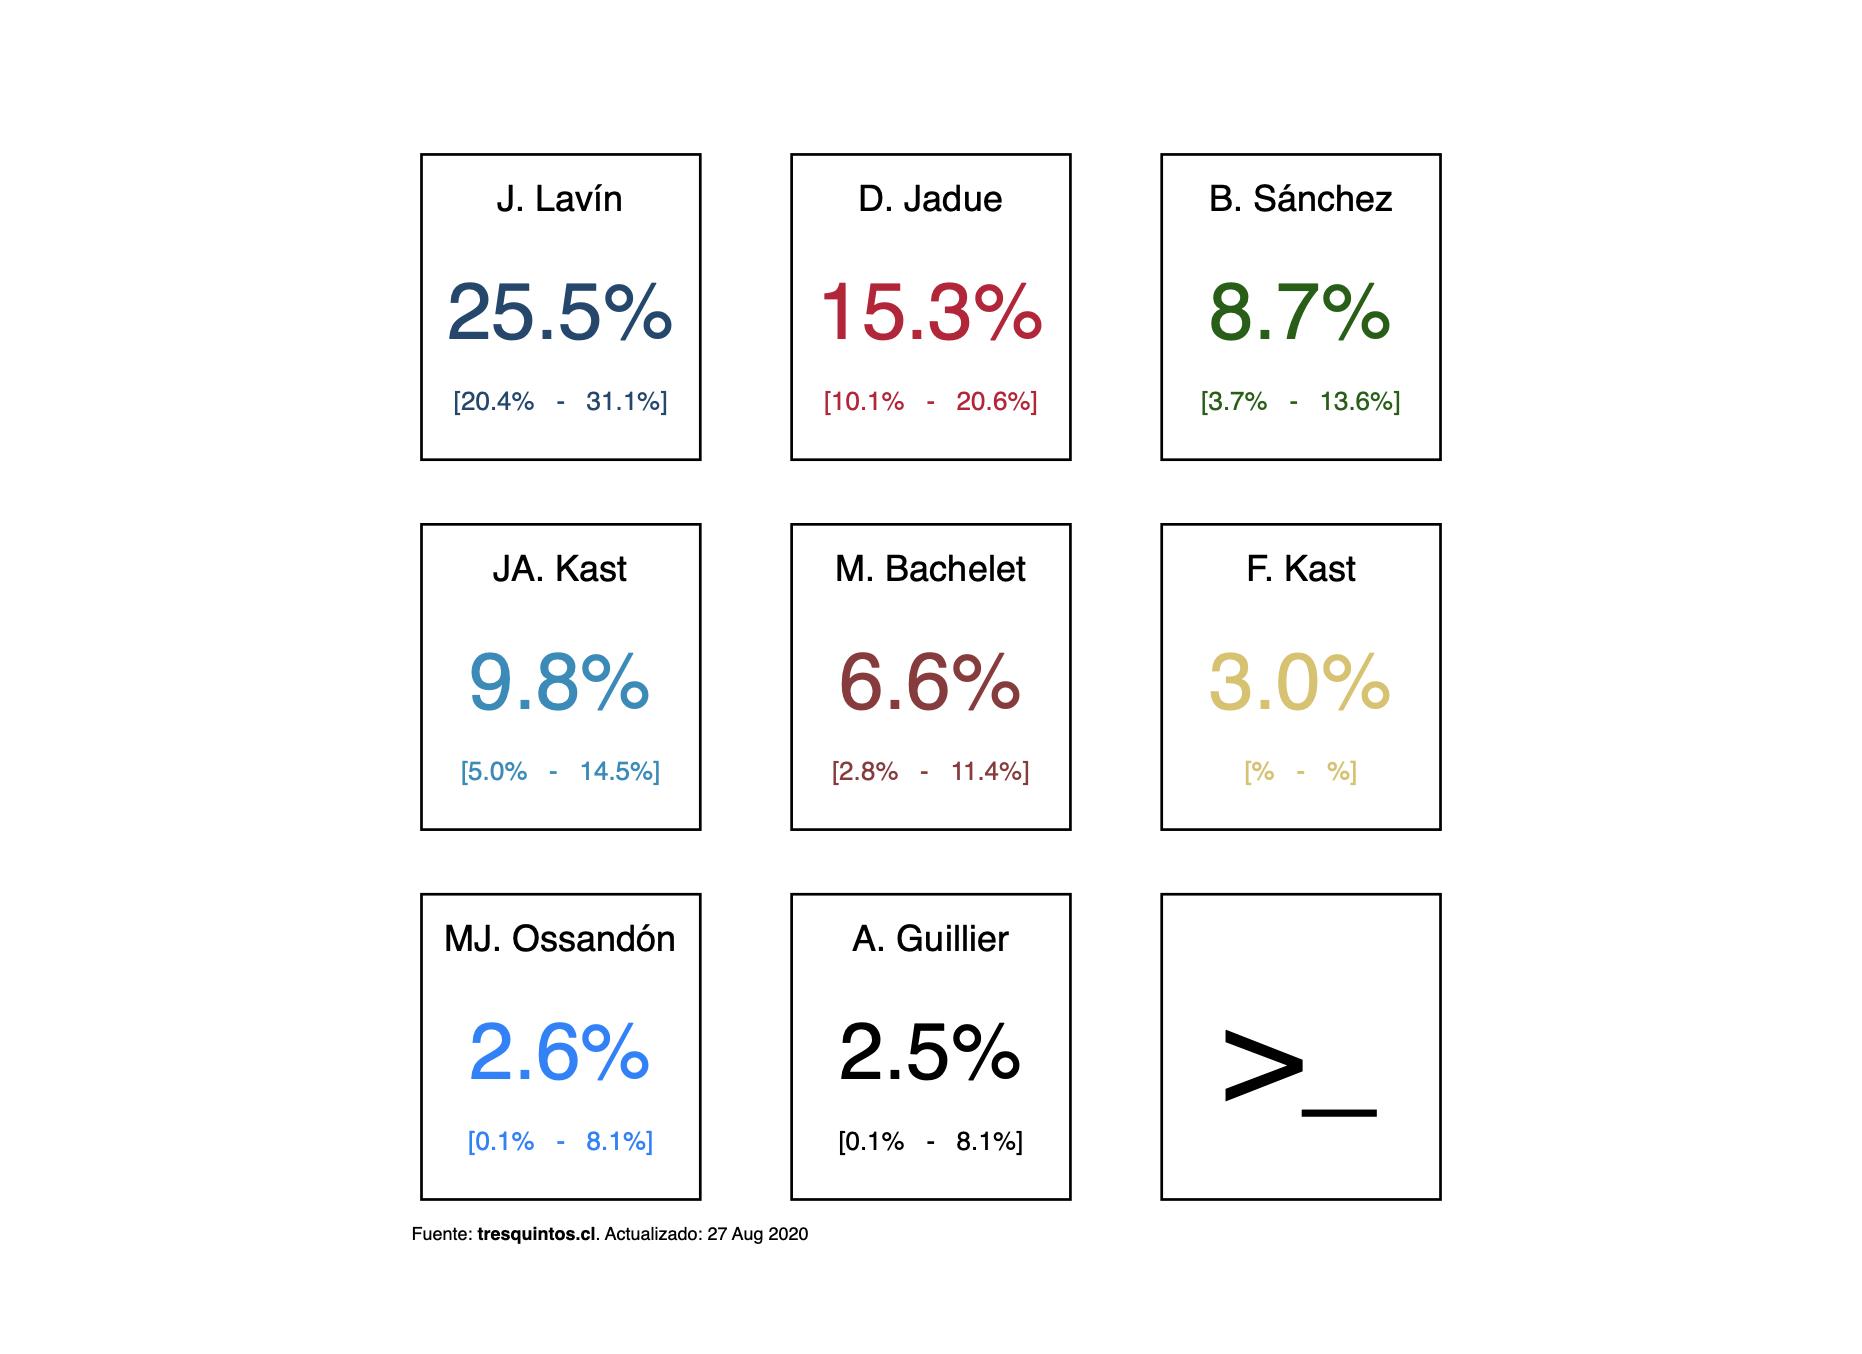 J. Lavín
25.5%
[20.4% - 31.1%]
D. Jadue
15.3%
[10.1% - 20.6%]
B. Sánchez
8.7%
[3.7% - 13.6%]
JA. Kast
9.8%
[5.0% - 14.5%]
M. Bachelet
6.6%
[2.8% - 11.4%]
F. Kast
3.0%
[% - %]
MJ. Ossandón
2.6%
[0.1% - 8.1%]
A. Guillier
2.5%
[0.1% - 8.1%]
>_
Fuente: tresquintos.cl. Actualizado: 27 Aug 2020